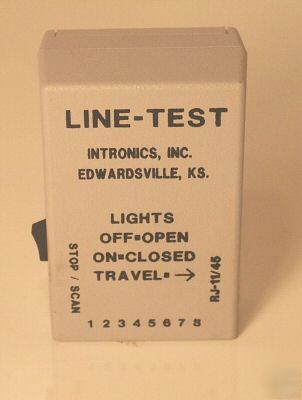 LINE-TEST
INTRONICS, INC.
EDWARDSVILLE, KS.
LIGHTS
OFF=OPEN
ON=CLOSED
TRAVEL= →
STOP / SCAN
RJ-11/45
1 2 3 4 5 6 7 8